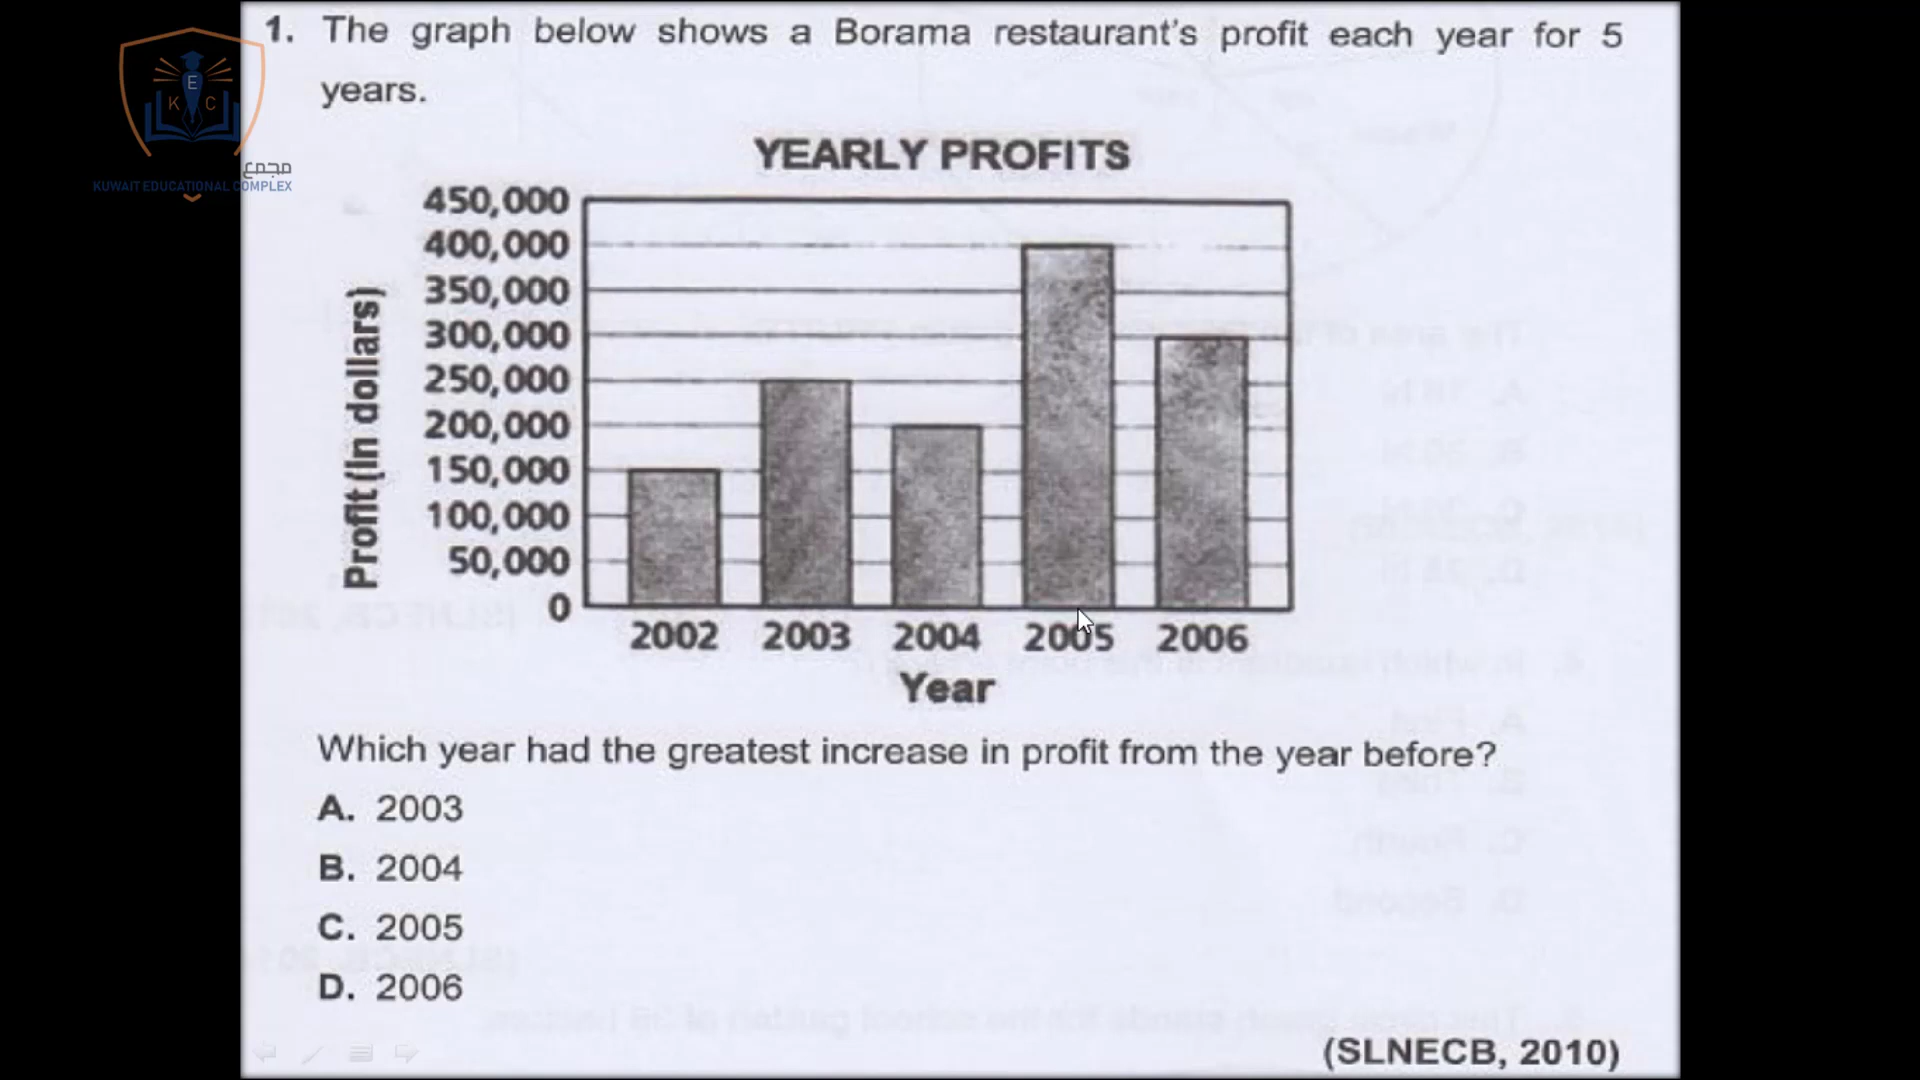 1. The graph below shows a Borama restaurant's profit each year for 5
years.
E
K C
مجمع
KUWAIT EDUCATIONAL COMPLEX
YEARLY PROFITS
450,000
400,000
350,000
300,000
250,000
200,000
150,000
100,000
50,000
0
Profit (in dollars)
2002 2003 2004 2005 2006
Year
Which year had the greatest increase in profit from the year before?
A. 2003
B. 2004
C. 2005
D. 2006
(SLNECB, 2010)